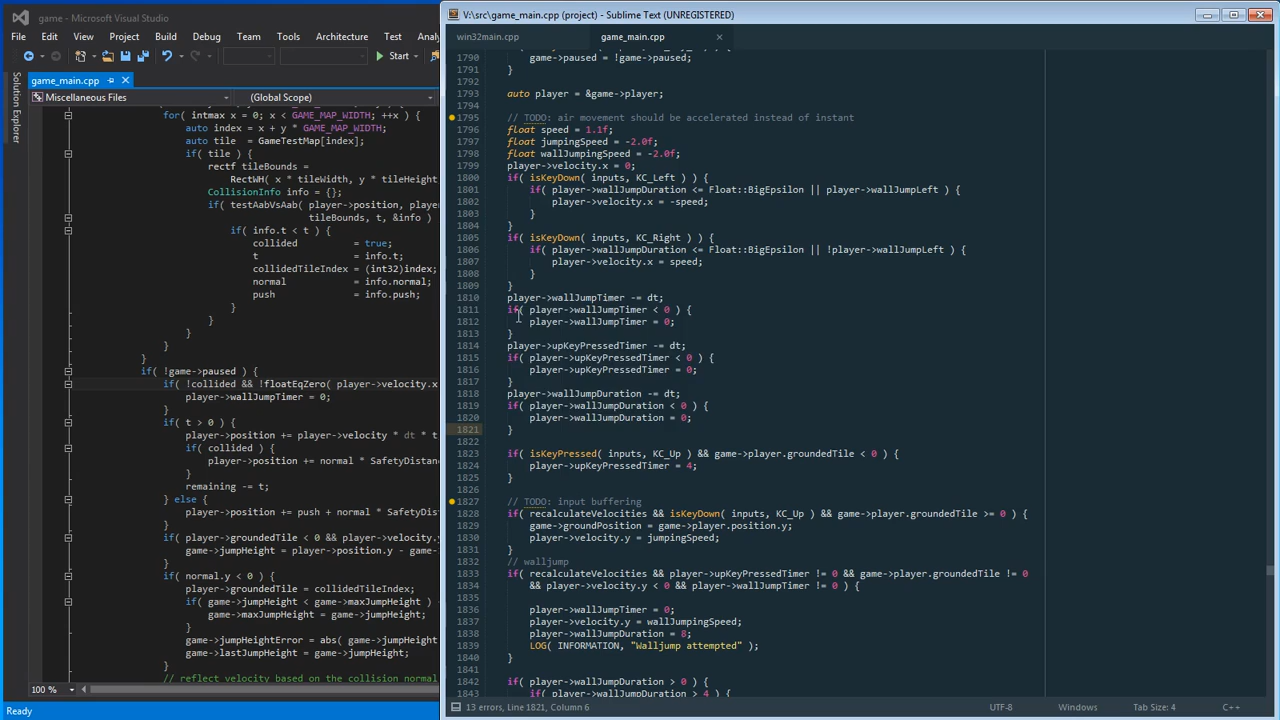 game - Microsoft Visual Studio
File Edit View Project Build Debug Team Tools Architecture Test
Start
game_main.cpp
Miscellaneous Files (Global Scope)
Solution Explorer
for( intmax x = 0; x < GAME_MAP_WIDTH; ++x )
auto index = x + y * GAME_MAP_WIDTH;
auto tile = GameTestMap[index];
if( tile ) {
rectf tileBounds =
RectWH( x * tileWidth, y * tileHeight
CollisionInfo info = {};
if( testAabVsAab( player->position, player
tileBounds, t, &info )
if( info.t < t ) {
collided = true;
t = info.t;
collidedTileIndex = (int32)index;
normal = info.normal;
push = info.push;
}
}
}
}
}
if( !game->paused ) {
if( !collided && !floatEqZero( player->velocity.x
player->wallJumpTimer = 0;
}
if( t > 0 ) {
player->position += player->velocity * dt * t
if( collided ) {
player->position += normal * SafetyDistanc
}
remaining -= t;
} else {
player->position += push + normal * SafetyDis
}
if( player->groundedTile < 0 && player->veloc
game->jumpHeight = player->position.y - game-
}
if( normal.y < 0 ) {
player->groundedTile = collidedTileIndex;
if( game->jumpHeight < game->maxJumpHeight )
game->maxJumpHeight = game->jumpHeight;
}
game->jumpHeightError = abs( game->jumpHeight
game->lastJumpHeight = game->jumpHeight;
}
// reflect velocity based on the collision normal
100 %
Ready
V:\src\game_main.cpp (project) - Sublime Text (UNREGISTERED)
win32main.cpp game_main.cpp
1790 game->paused = !game->paused;
1791 }
1792
1793 auto player = &game->player;
1794
1795 // TODO: air movement should be accelerated instead of instant
1796 float speed = 1.1f;
1797 float jumpingSpeed = -2.0f;
1798 float wallJumpingSpeed = -2.0f;
1799 player->velocity.x = 0;
1800 if( isKeyDown( inputs, KC_Left ) ) {
1801 if( player->wallJumpDuration <= Float::BigEpsilon || player->wallJumpLeft ) {
1802 player->velocity.x = -speed;
1803 }
1804 }
1805 if( isKeyDown( inputs, KC_Right ) ) {
1806 if( player->wallJumpDuration <= Float::BigEpsilon || !player->wallJumpLeft ) {
1807 player->velocity.x = speed;
1808 }
1809 }
1810 player->wallJumpTimer -= dt;
1811 if( player->wallJumpTimer < 0 ) {
1812 player->wallJumpTimer = 0;
1813 }
1814 player->upKeyPressedTimer -= dt;
1815 if( player->upKeyPressedTimer < 0 ) {
1816 player->upKeyPressedTimer = 0;
1817 }
1818 player->wallJumpDuration -= dt;
1819 if( player->wallJumpDuration < 0 ) {
1820 player->wallJumpDuration = 0;
1821 }
1822
1823 if( isKeyPressed( inputs, KC_Up ) && game->player.groundedTile < 0 ) {
1824 player->upKeyPressedTimer = 4;
1825 }
1826
1827 // TODO: input buffering
1828 if( recalculateVelocities && isKeyDown( inputs, KC_Up ) && game->player.groundedTile >= 0 ) {
1829 game->groundPosition = game->player.position.y;
1830 player->velocity.y = jumpingSpeed;
1831 }
1832 // walljump
1833 if( recalculateVelocities && player->upKeyPressedTimer != 0 && game->player.groundedTile != 0
1834 && player->velocity.y < 0 && player->wallJumpTimer != 0 ) {
1835
1836 player->wallJumpTimer = 0;
1837 player->velocity.y = wallJumpingSpeed;
1838 player->wallJumpDuration = 8;
1839 LOG( INFORMATION, "Walljump attempted" );
1840 }
1841
1842 if( player->wallJumpDuration > 0 ) {
1843 if( player->wallJumpDuration > 4 ) {
13 errors, Line 1821, Column 6 UTF-8 Windows Tab Size: 4 C++